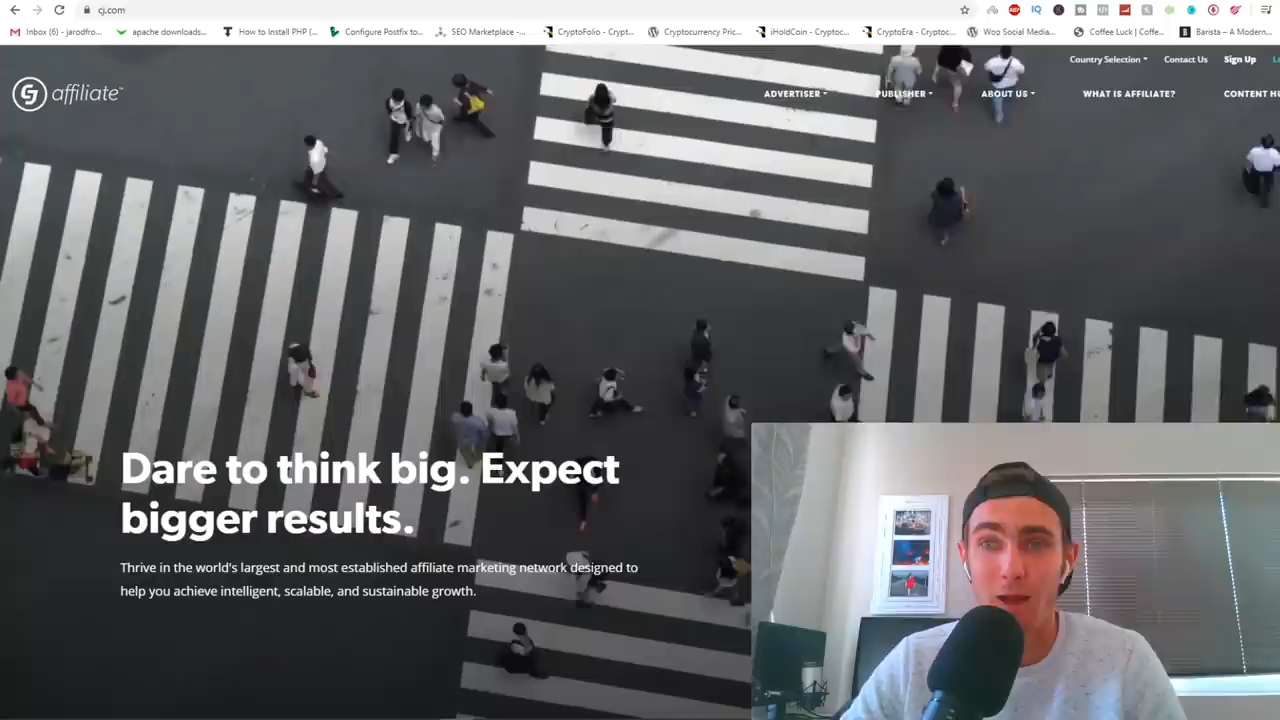 cj.com
Inbox (6) - jarodfro...
apache downloads...
How to Install PHP (...
Configure Postfix to...
SEO Marketplace -...
CryptoFolio - Crypt...
Cryptocurrency Pric...
iHoldCoin - Cryptoc...
CryptoEra - Cryptoc...
Woo Social Media...
Coffee Luck | Coffe...
Barista – A Modern...
Country Selection
Contact Us
Sign Up
CJ affiliate
ADVERTISER
PUBLISHER
ABOUT US
WHAT IS AFFILIATE?
CONTENT HU
Dare to think big. Expect
bigger results.
Thrive in the world's largest and most established affiliate marketing network designed to
help you achieve intelligent, scalable, and sustainable growth.